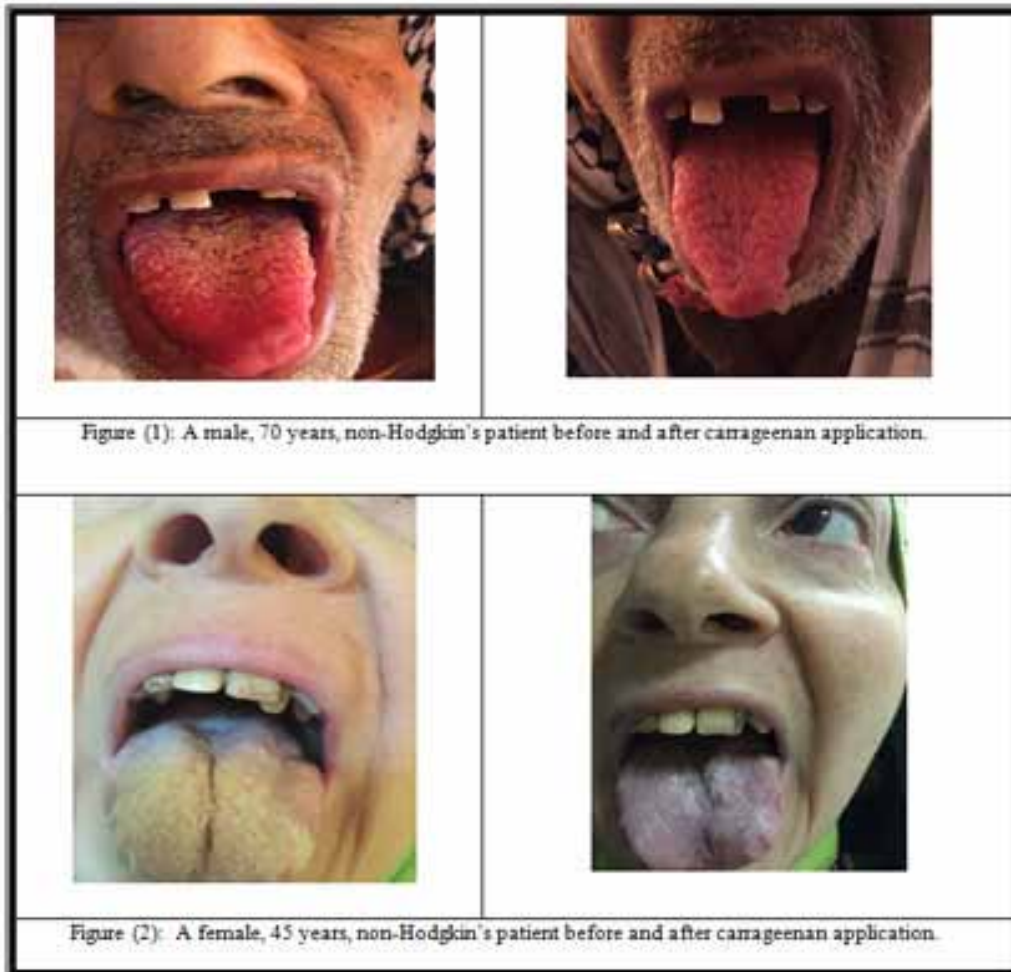 Figure (1): A male, 70 years, non-Hodgkin's patient before and after carrageenan application.
Figure (2): A female, 45 years, non-Hodgkin's patient before and after carrageenan application.